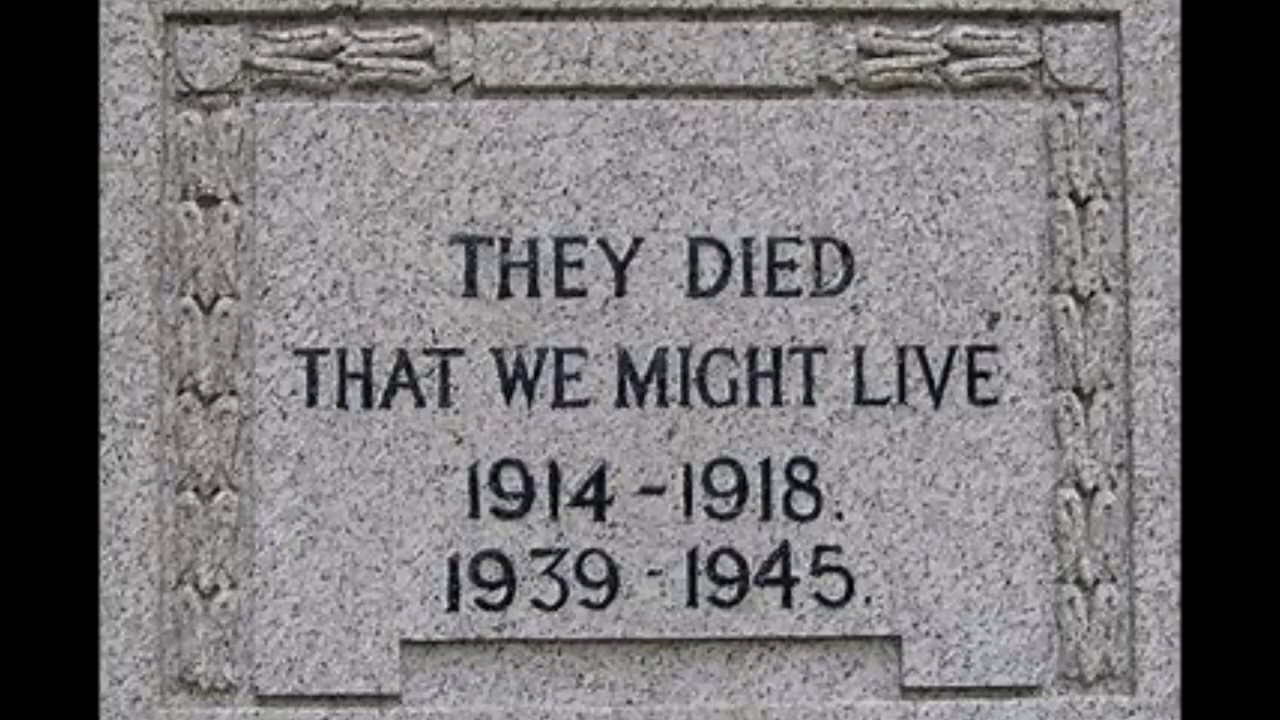 THEY DIED
THAT WE MIGHT LIVE
1914 - 1918.
1939 - 1945.